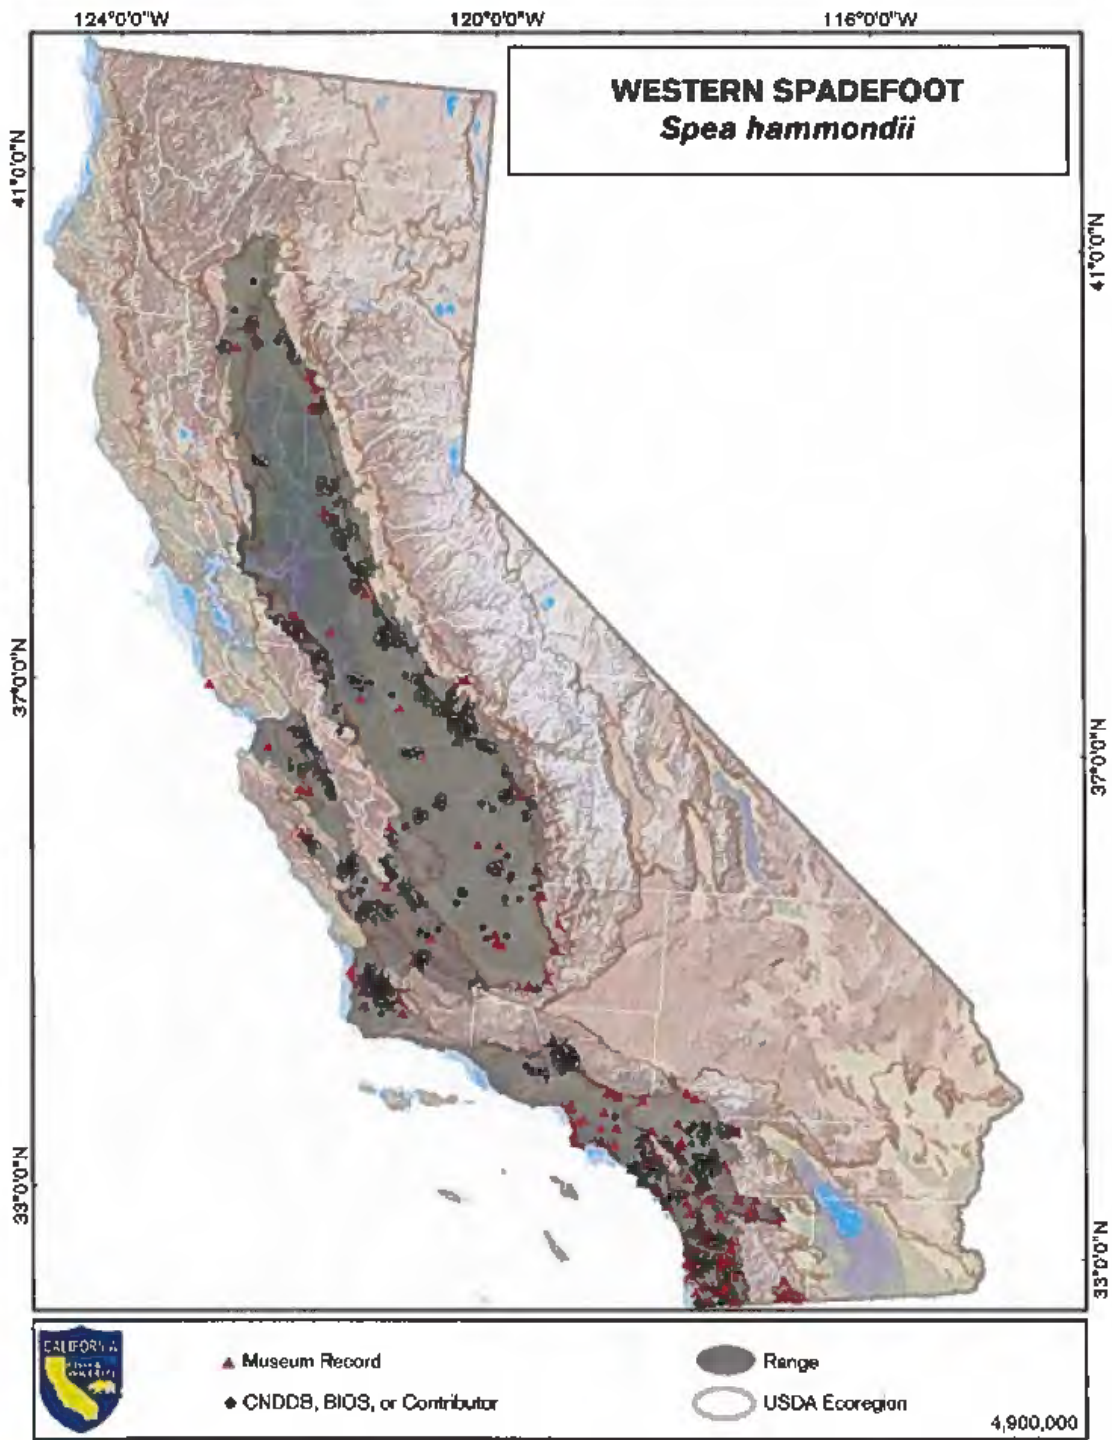 124°0'0"W 120°0'0"W 116°0'0"W
WESTERN SPADEFOOT
Spea hammondii
41°0'0"N
41°0'0"N
37°0'0"N
37°0'0"N
33°0'0"N
33°0'0"N
CALIFORNIA
Museum Record
Range
CNDDB, BIOS, or Contributor
USDA Ecoregion
4,900,000